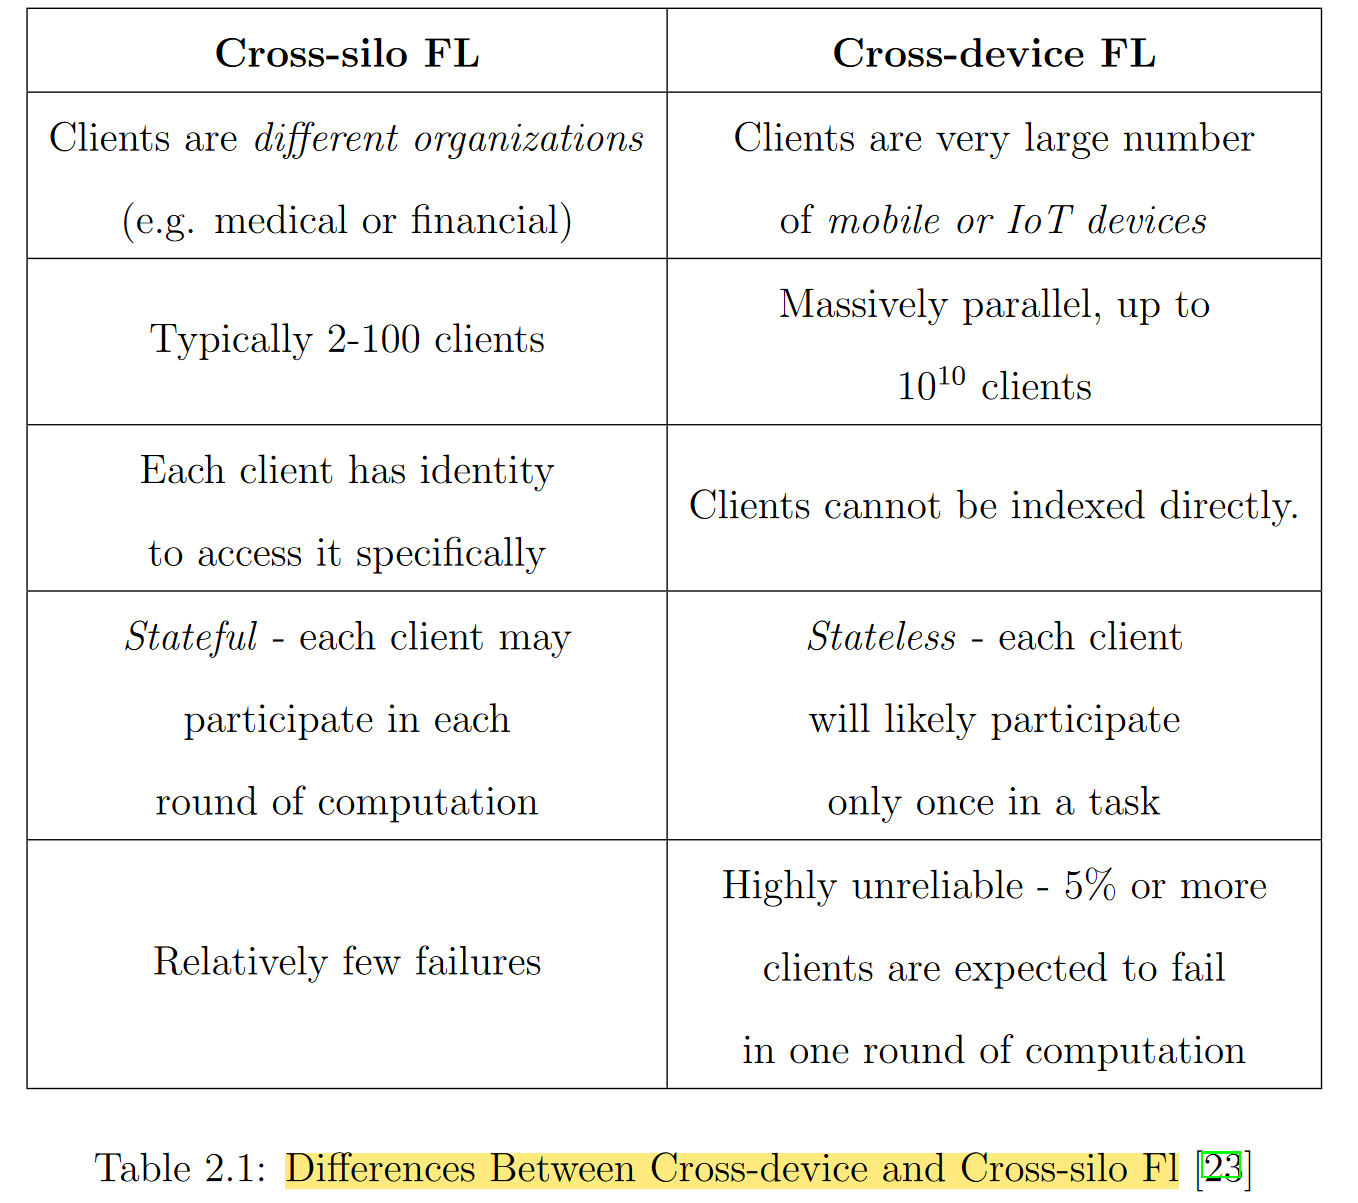 Cross-silo FL
Cross-device FL
Clients are different organizations
(e.g. medical or financial)
Clients are very large number
of mobile or IoT devices
Typically 2-100 clients
Massively parallel, up to
10¹⁰ clients
Each client has identity
to access it specifically
Clients cannot be indexed directly.
Stateful - each client may
participate in each
round of computation
Stateless - each client
will likely participate
only once in a task
Relatively few failures
Highly unreliable - 5% or more
clients are expected to fail
in one round of computation
Table 2.1: Differences Between Cross-device and Cross-silo Fl [23]